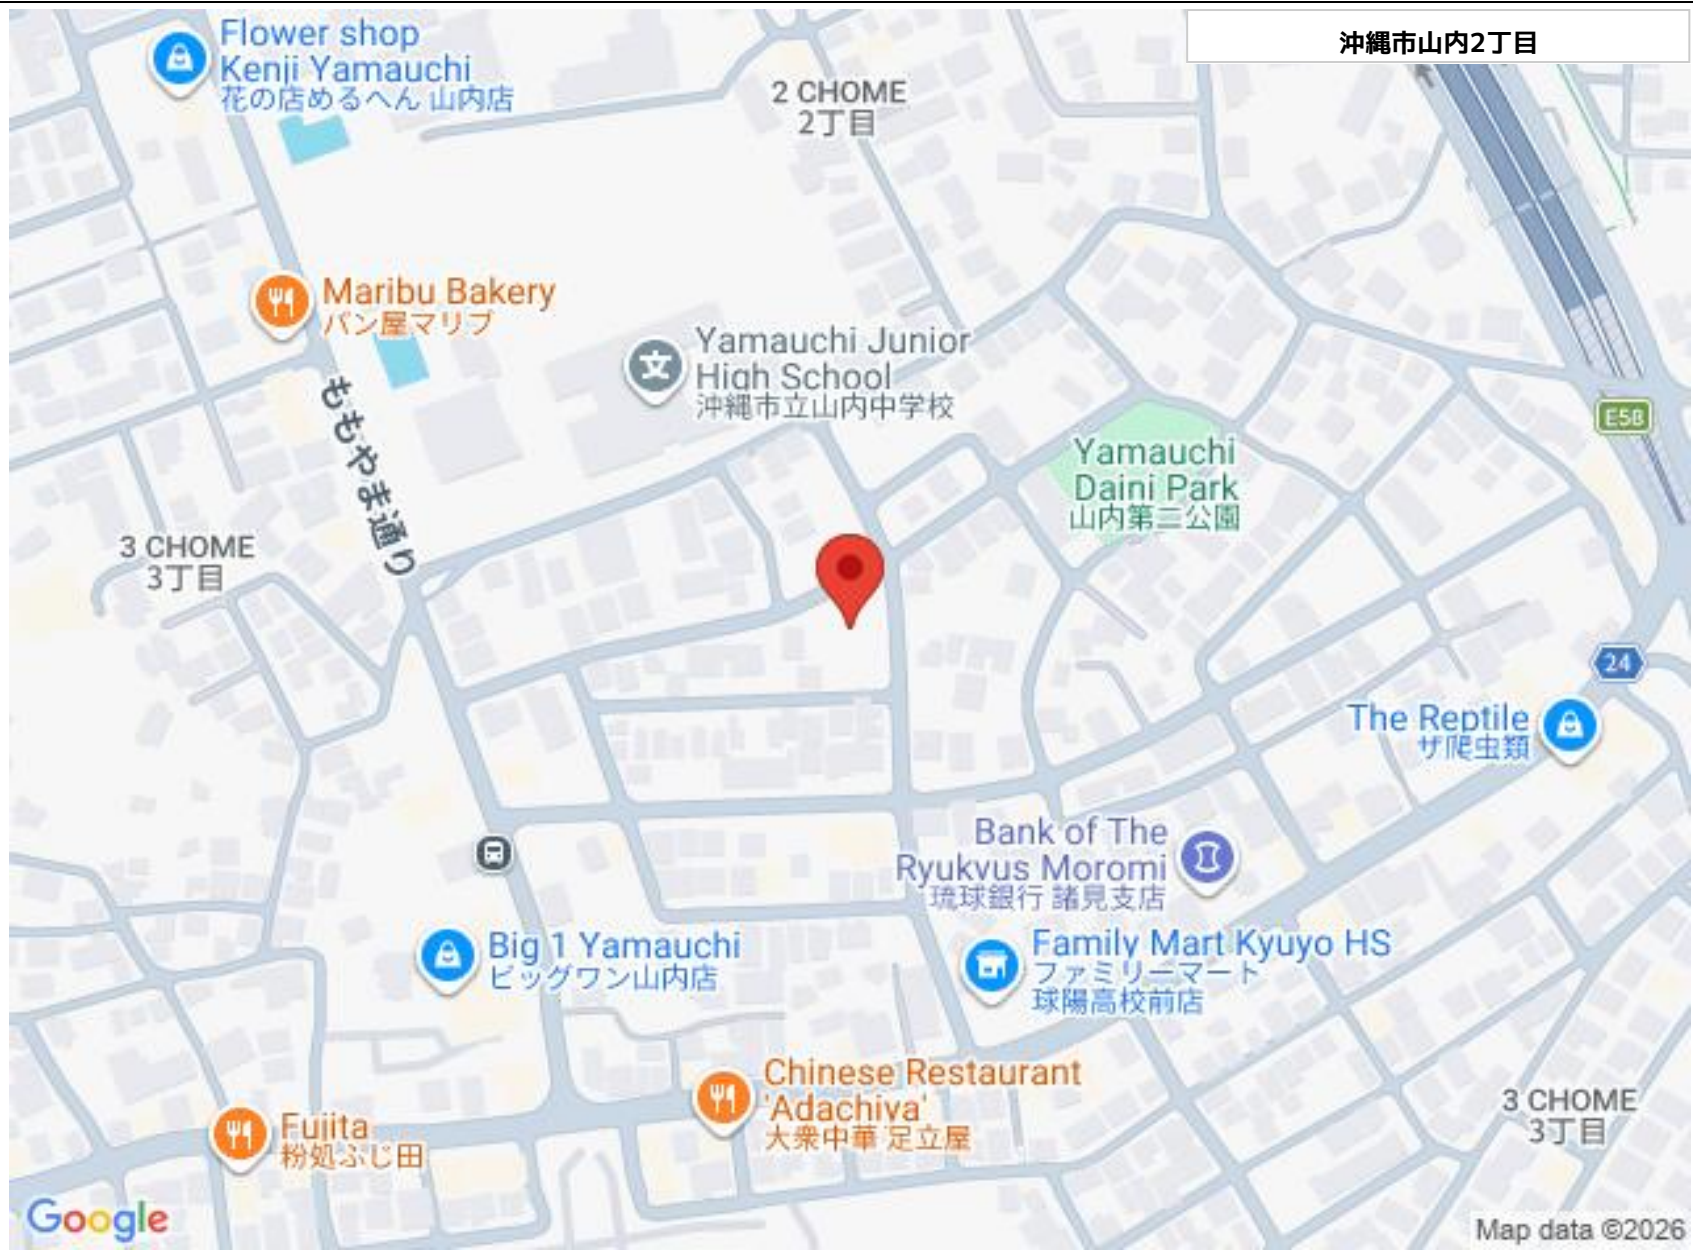 沖縄市山内2丁目
Flower shop
Kenji Yamauchi
花の店めるへん 山内店
2 CHOME
2丁目
Maribu Bakery
パン屋マリブ
Yamauchi Junior
High School
沖縄市立山内中学校
ももやま通り
E58
Yamauchi
Daini Park
山内第二公園
3 CHOME
3丁目
24
The Reptile
ザ爬虫類
Bank of The
Ryukyus Moromi
琉球銀行 諸見支店
Big 1 Yamauchi
ビッグワン山内店
Family Mart Kyuyo HS
ファミリーマート
球陽高校前店
Chinese Restaurant
'Adachiya'
大衆中華 足立屋
Fujita
粉処ふじ田
3 CHOME
3丁目
Google
Map data ©2026